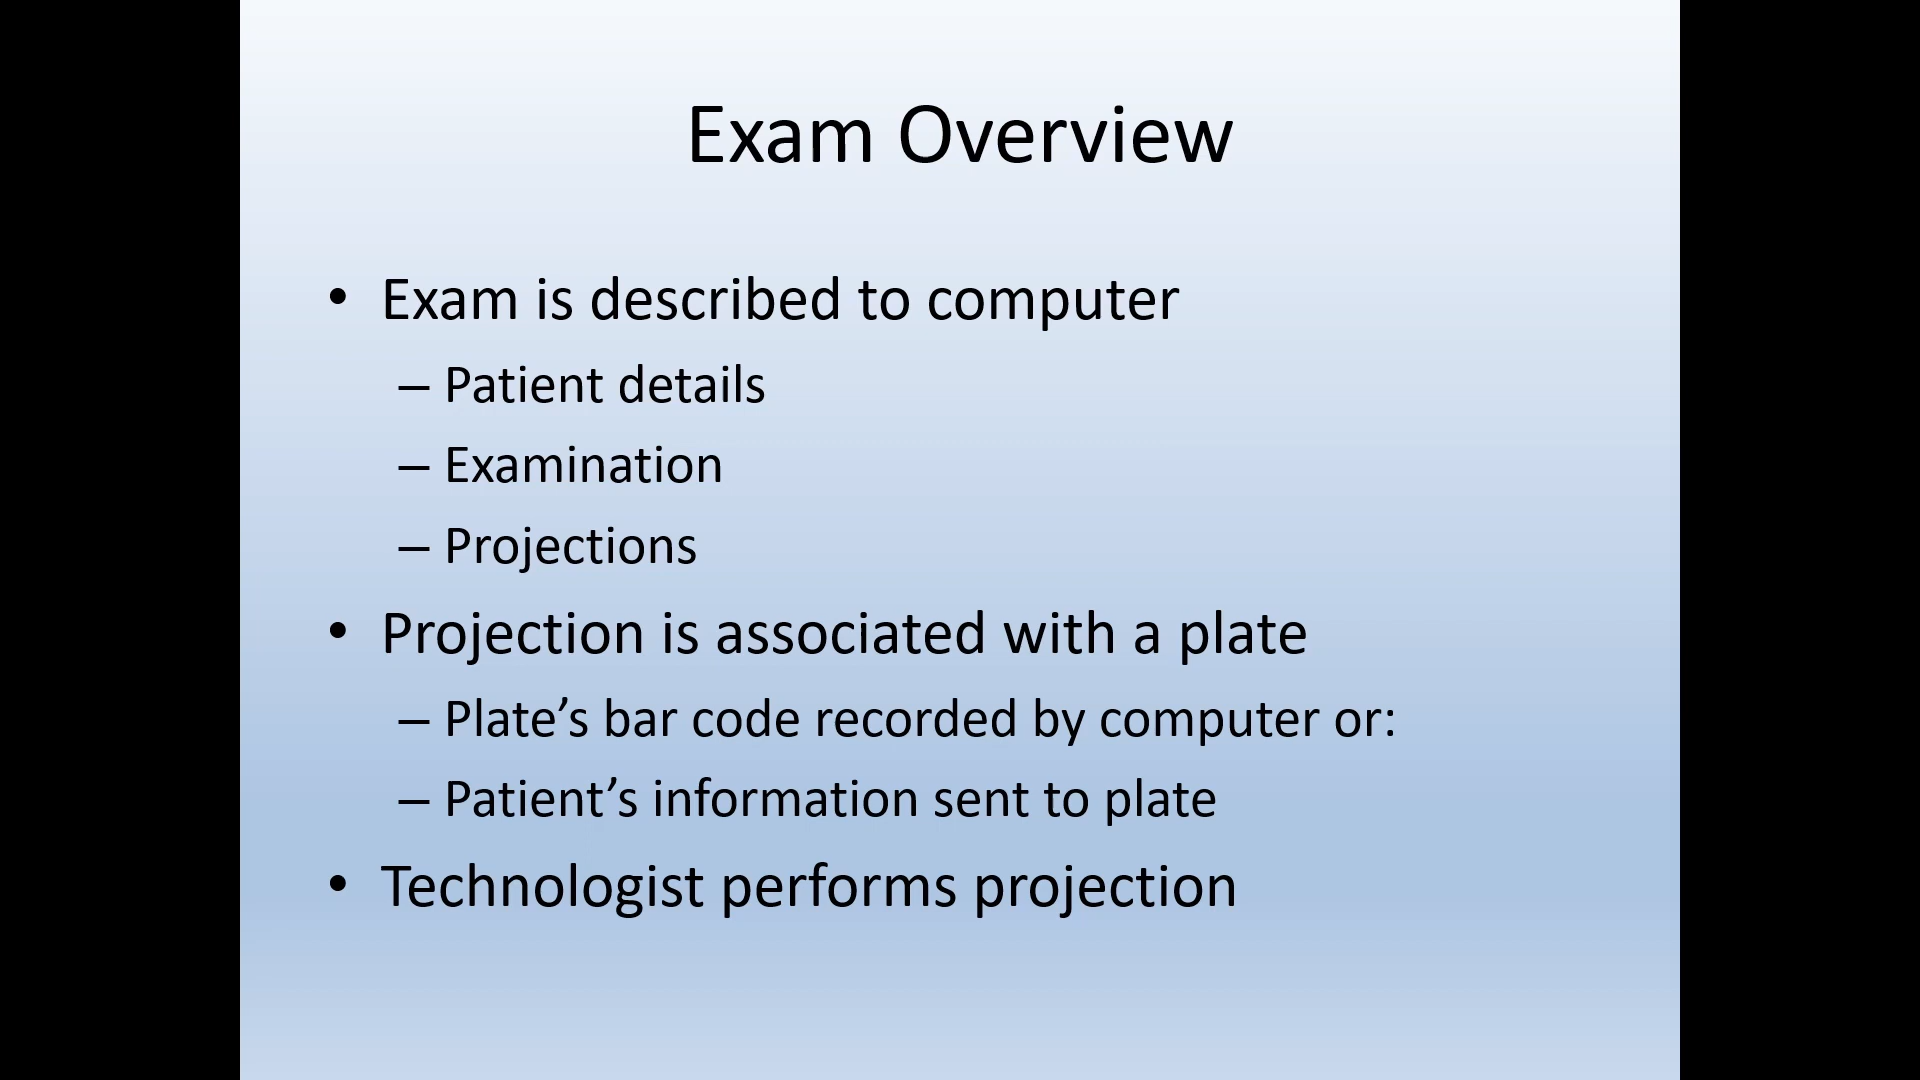 Exam Overview
• Exam is described to computer
– Patient details
– Examination
– Projections
• Projection is associated with a plate
– Plate’s bar code recorded by computer or:
– Patient’s information sent to plate
• Technologist performs projection